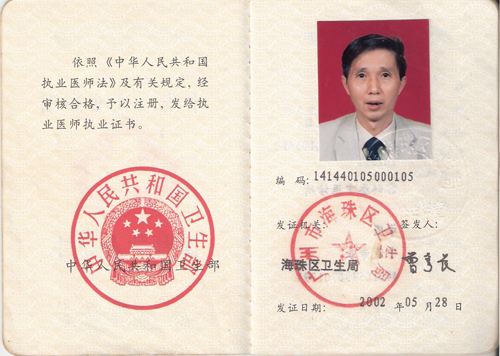 依照《中华人民共和国
执业医师法》及有关规定，经
审核合格，予以注册，发给执
业医师执业证书。
中华人民共和国卫生部
中华人民共和国卫生部
编 码：141440105000105
发证机关：
签发人：
广州市海珠区卫生局
海珠区卫生局
发证日期：2002 年 05 月 28 日